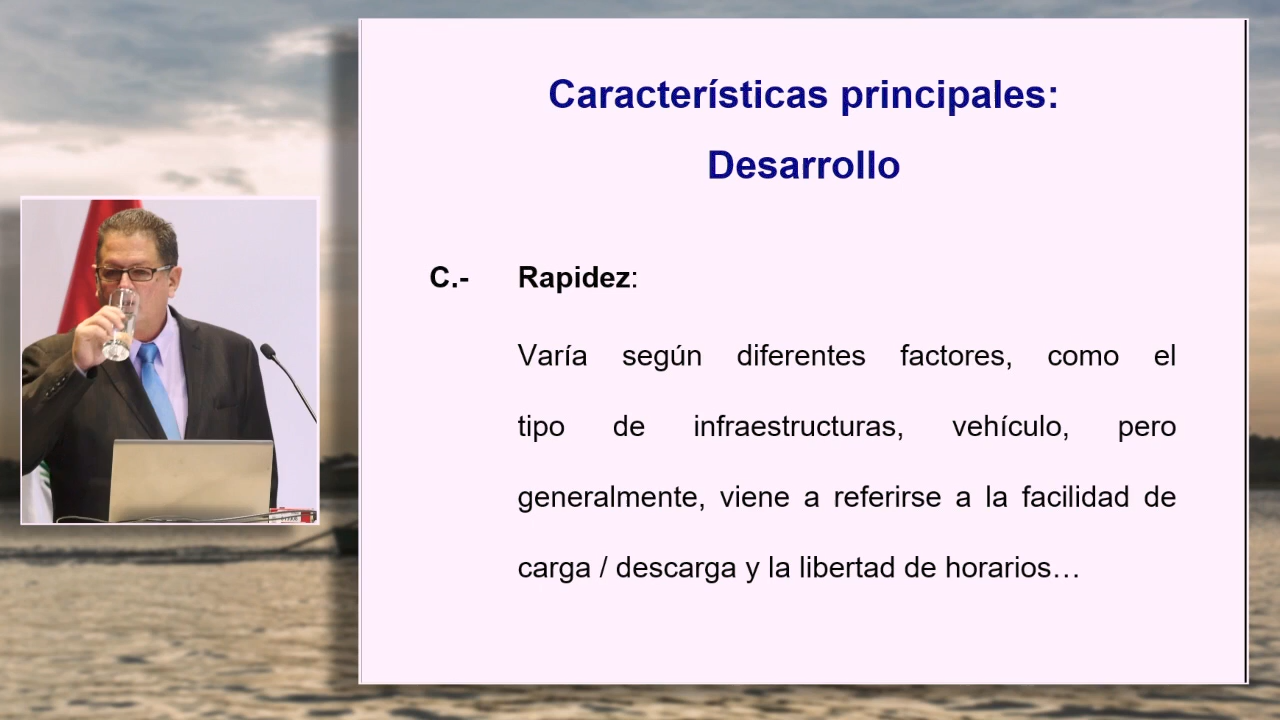 Características principales:
Desarrollo
C.- Rapidez:
Varía según diferentes factores, como el
tipo de infraestructuras, vehículo, pero
generalmente, viene a referirse a la facilidad de
carga / descarga y la libertad de horarios…